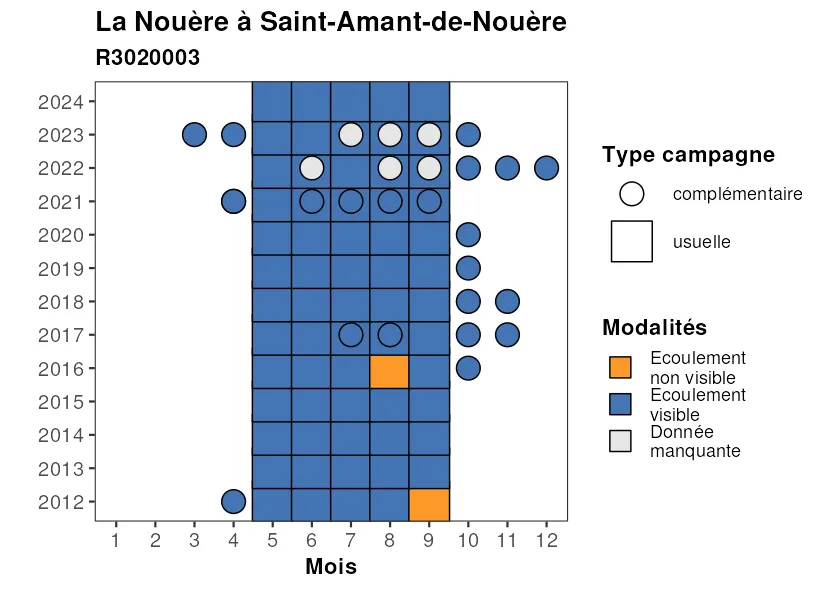 La Nouère à Saint-Amant-de-Nouère
R3020003
2024
2023
2022
2021
2020
2019
2018
2017
2016
2015
2014
2013
2012
1 2 3 4 5 6 7 8 9 10 11 12
Mois
Type campagne
complémentaire
usuelle
Modalités
Ecoulement
non visible
Ecoulement
visible
Donnée
manquante